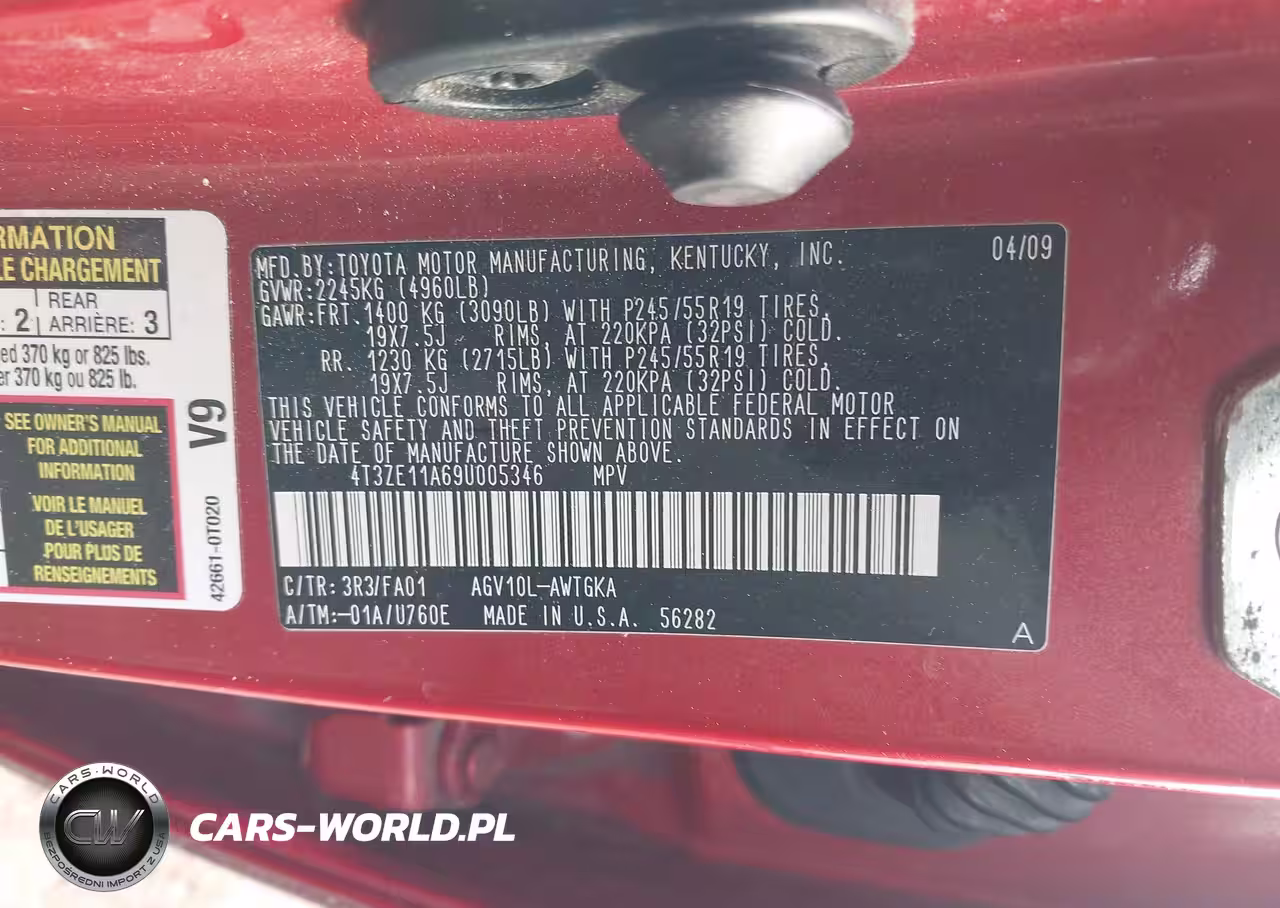 RMATION
LE CHARGEMENT
: 2
REAR
ARRIÈRE: 3
ed 370 kg or 825 lbs.
er 370 kg ou 825 lb.
SEE OWNER'S MANUAL
FOR ADDITIONAL
INFORMATION
VOIR LE MANUEL
DE L'USAGER
POUR PLUS DE
RENSEIGNEMENTS
V9
42661-0T020
MFD.BY:TOYOTA MOTOR MANUFACTURING, KENTUCKY, INC. 04/09
GVWR:2245KG (4960LB)
GAWR:FRT.1400 KG (3090LB) WITH P245/55R19 TIRES,
19X7.5J RIMS, AT 220KPA (32PSI) COLD.
RR. 1230 KG (2715LB) WITH P245/55R19 TIRES,
19X7.5J RIMS, AT 220KPA (32PSI) COLD.
THIS VEHICLE CONFORMS TO ALL APPLICABLE FEDERAL MOTOR
VEHICLE SAFETY AND THEFT PREVENTION STANDARDS IN EFFECT ON
THE DATE OF MANUFACTURE SHOWN ABOVE.
4T3ZE11A69U005346 MPV
C/TR:3R3/FA01 AGV10L-AWTGKA
A/TM:-01A/U760E MADE IN U.S.A. 56282
A
CARS-WORLD
CW
BEZPOŚREDNI IMPORT Z USA
CARS-WORLD.PL